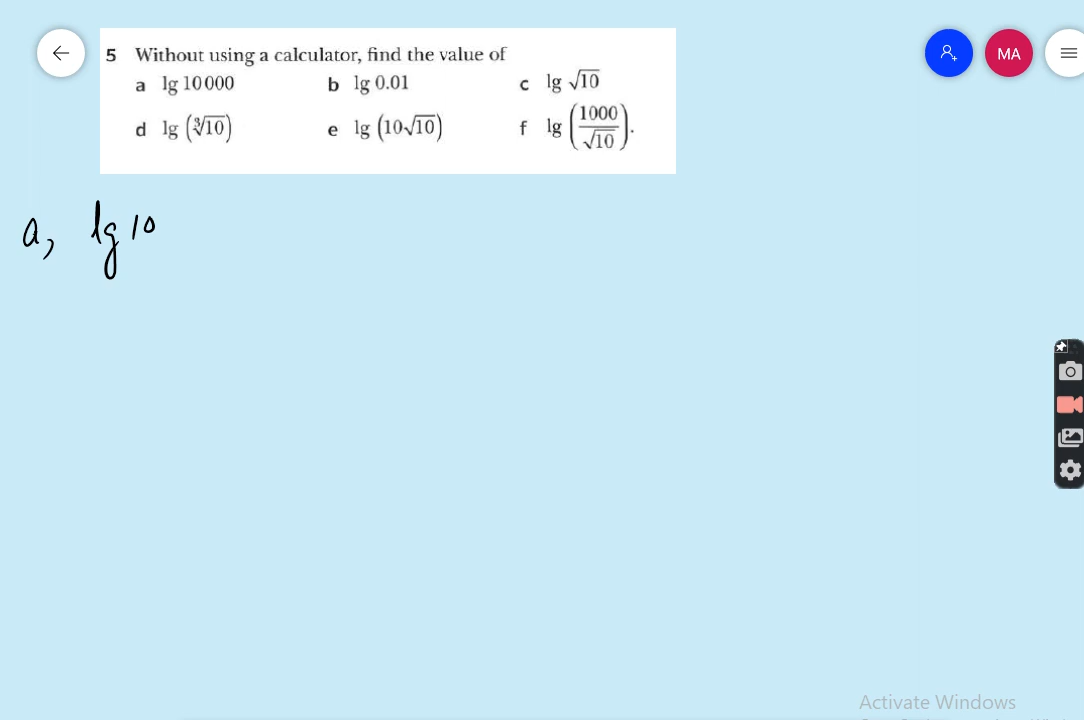 5 Without using a calculator, find the value of
a lg 10 000 b lg 0.01 c lg √10
d lg (∛10) e lg (10√10) f lg (1000/√10).
MA
a, lg 10
Activate Windows